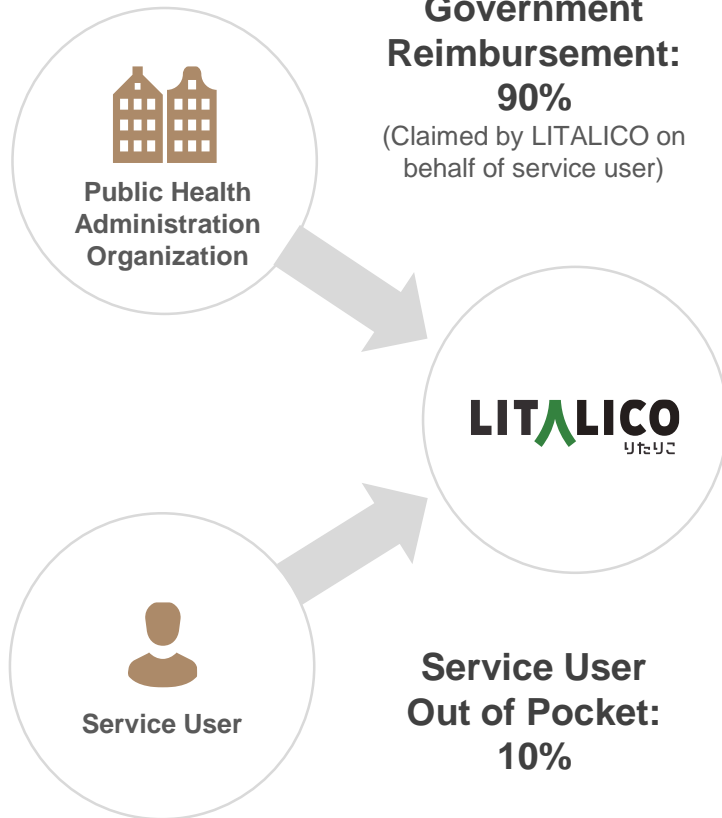 Government
Reimbursement:
90%
(Claimed by LITALICO on
behalf of service user)
Public Health
Administration
Organization
LITALICO
りたりこ
Service User
Service User
Out of Pocket:
10%